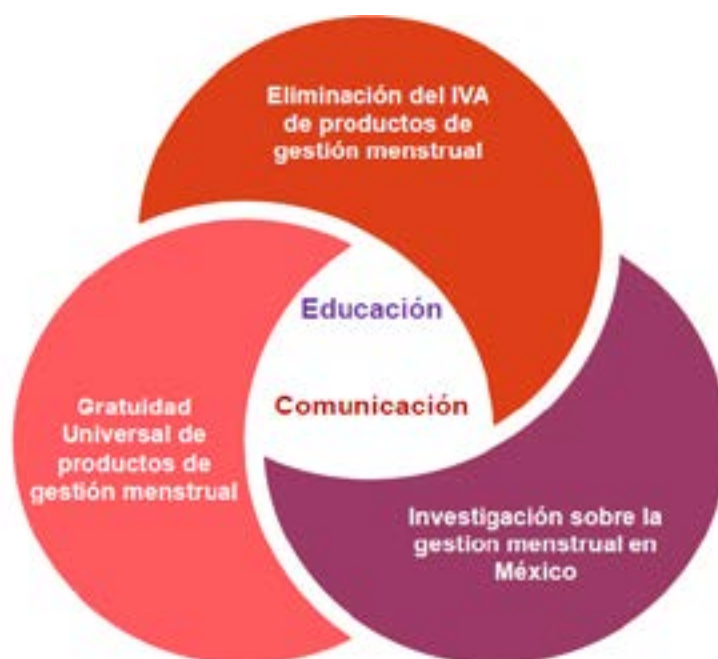 Eliminación del IVA
de productos de
gestión menstrual
Educación
Comunicación
Gratuidad
Universal de
productos de
gestión menstrual
Investigación sobre la
gestion menstrual en
México